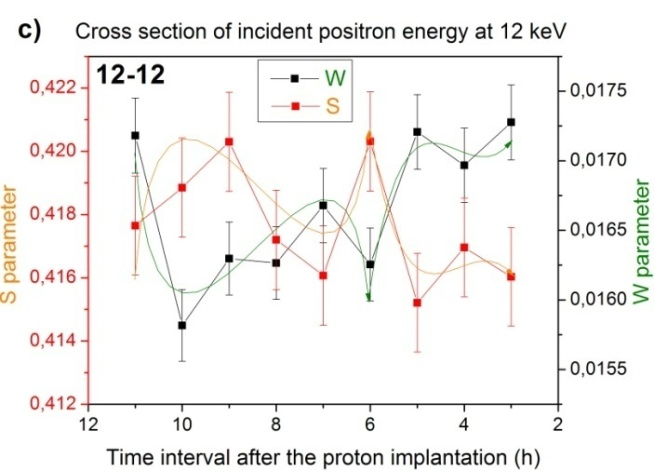 c) Cross section of incident positron energy at 12 keV
12-12
W
S
0,422
0,420
0,418
0,416
0,414
0,412
S parameter
0,0175
0,0170
0,0165
0,0160
0,0155
W parameter
12 10 8 6 4 2
Time interval after the proton implantation (h)